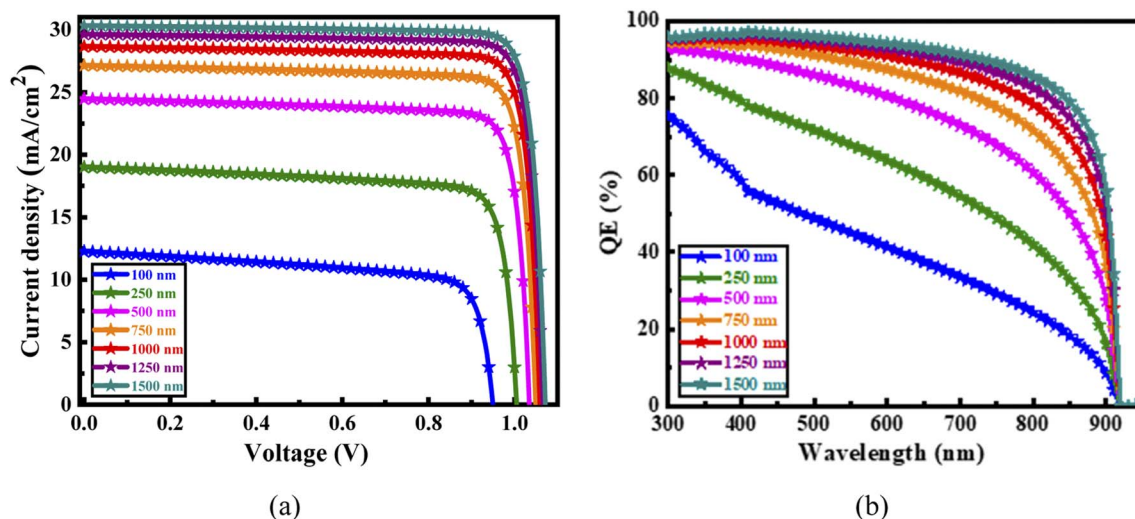 30
25
20
15
10
5
0
Current density (mA/cm²)
100 nm
250 nm
500 nm
750 nm
1000 nm
1250 nm
1500 nm
0.0 0.2 0.4 0.6 0.8 1.0
Voltage (V)
(a)
100
80
60
40
20
0
QE (%)
100 nm
250 nm
500 nm
750 nm
1000 nm
1250 nm
1500 nm
300 400 500 600 700 800 900
Wavelength (nm)
(b)